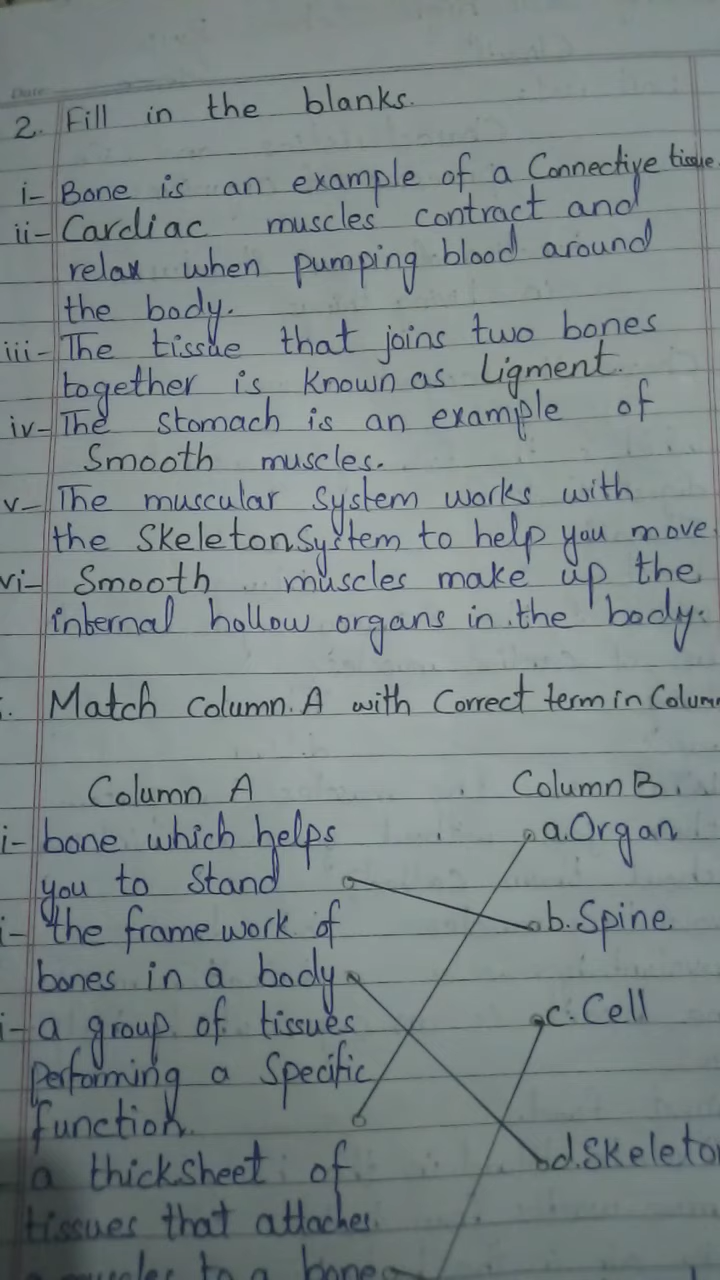 Date
2. Fill in the blanks.
i- Bone is an example of a Connective tissue.
ii- Cardiac muscles contract and
relax when pumping blood around
the body.
iii- The tissue that joins two bones
together is known as Ligment.
iv- The stomach is an example of
Smooth muscles.
v- The muscular system works with
the Skeleton System to help you move
vi- Smooth muscles make up the
internal hollow organs in the body.
Match column A with Correct term in Colum
Column A Column B.
i- bone which helps a. Organ
you to Stand
i- the frame work of b. Spine
bones in a body
i- a group of tissues c. Cell
performing a specific
function.
- a thick sheet of d. Skeleto
tissues that attaches
muscles to a bone